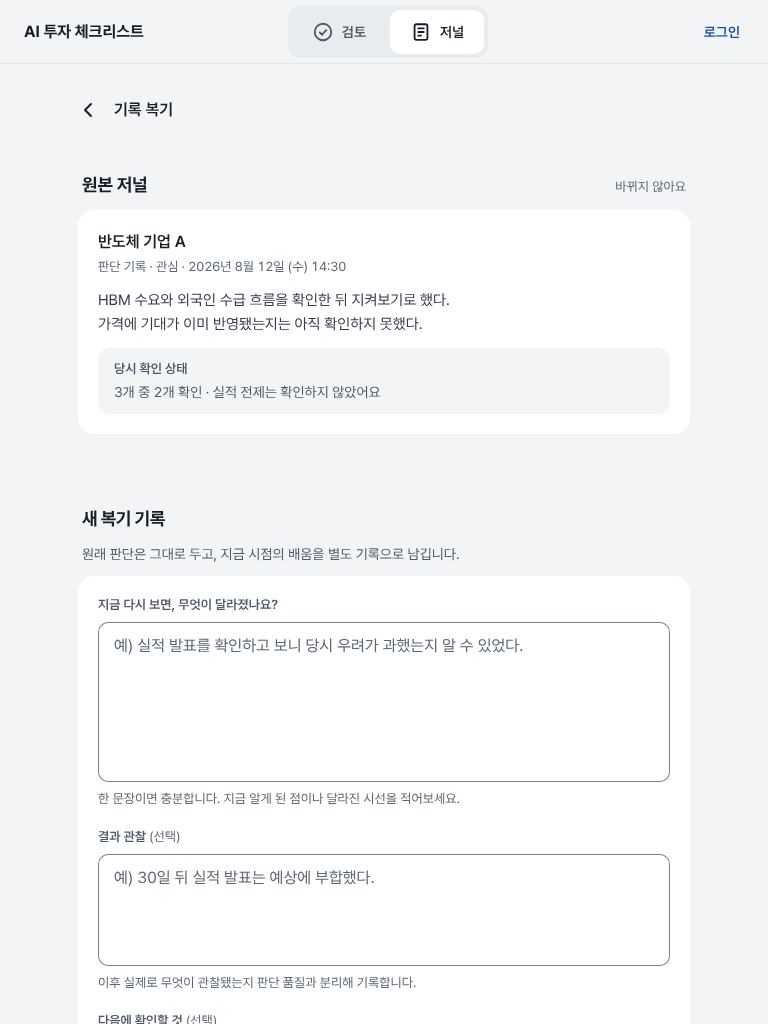 AI 투자 체크리스트
검토
저널
로그인
기록 복기
원본 저널
바뀌지 않아요
반도체 기업 A
판단 기록 · 관심 · 2026년 8월 12일 (수) 14:30
HBM 수요와 외국인 수급 흐름을 확인한 뒤 지켜보기로 했다.
가격에 기대가 이미 반영됐는지는 아직 확인하지 못했다.
당시 확인 상태
3개 중 2개 확인 · 실적 전제는 확인하지 않았어요
새 복기 기록
원래 판단은 그대로 두고, 지금 시점의 배움을 별도 기록으로 남깁니다.
지금 다시 보면, 무엇이 달라졌나요?
예) 실적 발표를 확인하고 보니 당시 우려가 과했는지 알 수 있었다.
한 문장이면 충분합니다. 지금 알게 된 점이나 달라진 시선을 적어보세요.
결과 관찰 (선택)
예) 30일 뒤 실적 발표는 예상에 부합했다.
이후 실제로 무엇이 관찰됐는지 판단 품질과 분리해 기록합니다.
다음에 확인할 것 (선택)